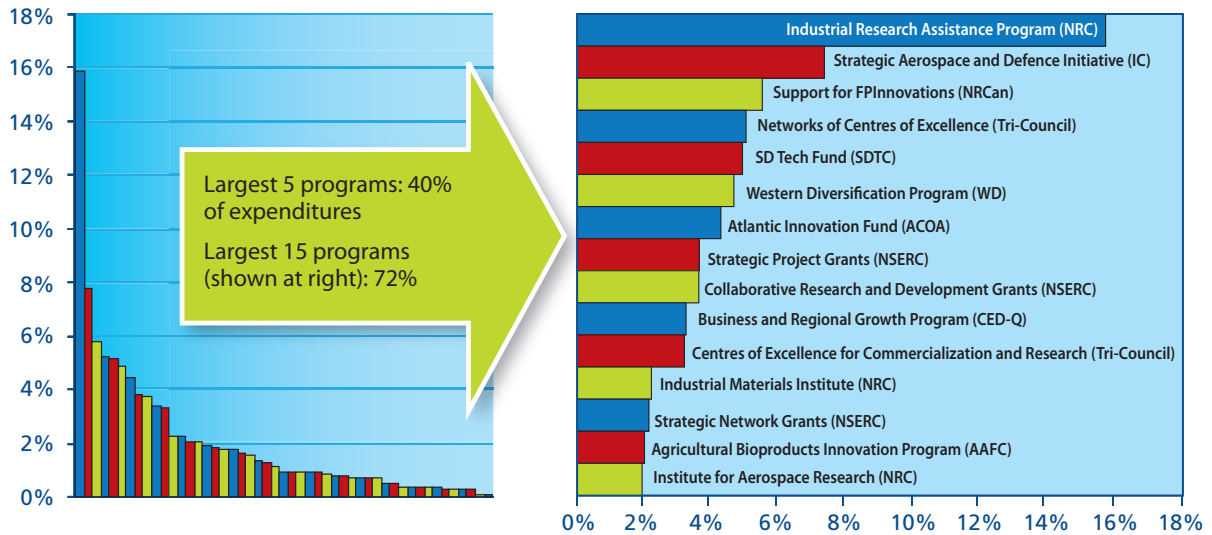 18%
16%
14%
12%
10%
8%
6%
4%
2%
0%
Largest 5 programs: 40%
of expenditures
Largest 15 programs
(shown at right): 72%
Industrial Research Assistance Program (NRC)
Strategic Aerospace and Defence Initiative (IC)
Support for FPInnovations (NRCan)
Networks of Centres of Excellence (Tri-Council)
SD Tech Fund (SDTC)
Western Diversification Program (WD)
Atlantic Innovation Fund (ACOA)
Strategic Project Grants (NSERC)
Collaborative Research and Development Grants (NSERC)
Business and Regional Growth Program (CED-Q)
Centres of Excellence for Commercialization and Research (Tri-Council)
Industrial Materials Institute (NRC)
Strategic Network Grants (NSERC)
Agricultural Bioproducts Innovation Program (AAFC)
Institute for Aerospace Research (NRC)
0% 2% 4% 6% 8% 10% 12% 14% 16% 18%